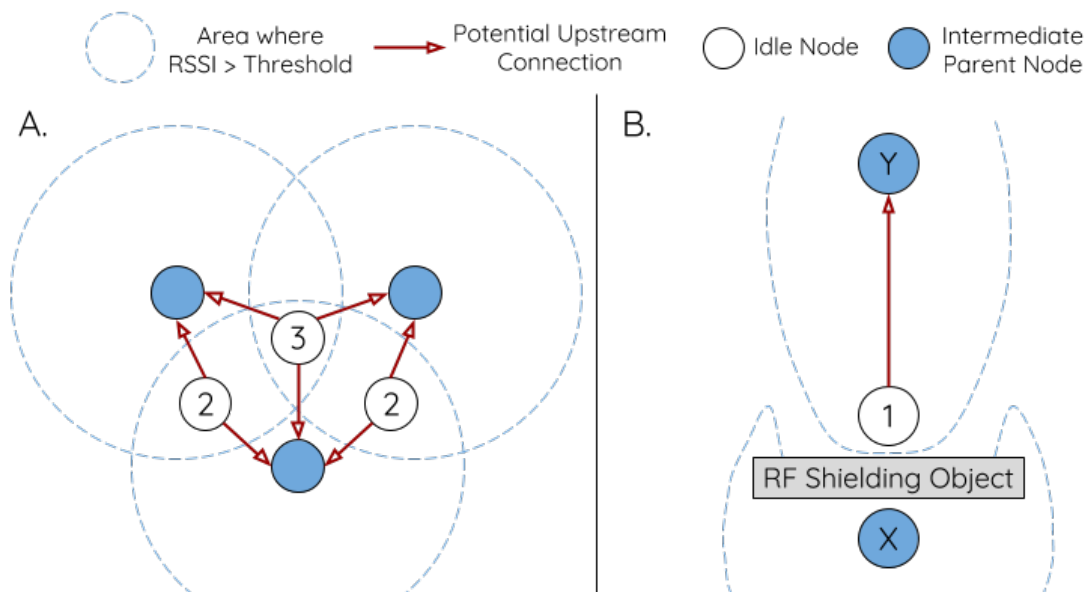 Area where
RSSI > Threshold
Potential Upstream
Connection
Idle Node
Intermediate
Parent Node
A.
3
2
2
B.
Y
1
RF Shielding Object
X